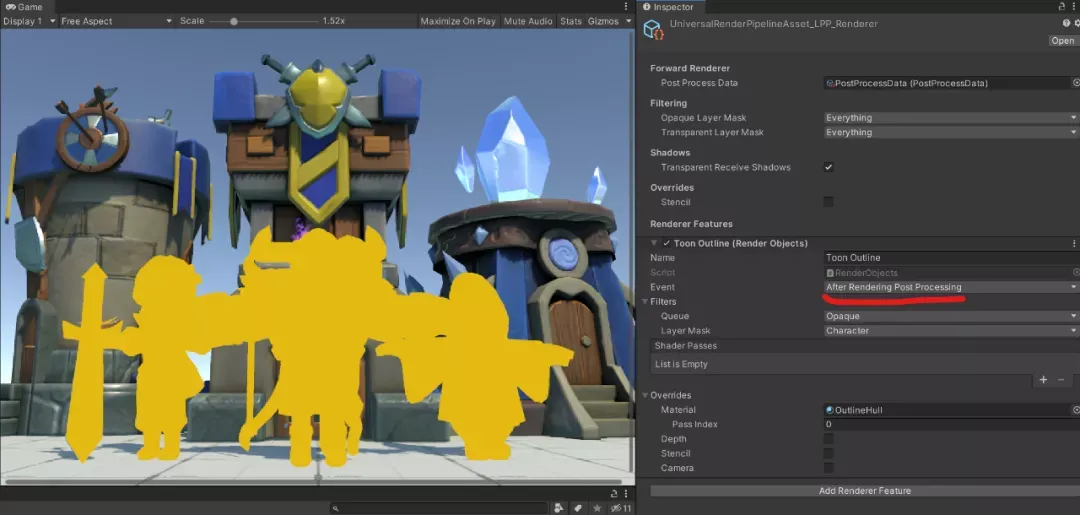 Game
Display 1 Free Aspect Scale 1.52x Maximize On Play Mute Audio Stats Gizmos
11
Inspector
UniversalRenderPipelineAsset_LPP_Renderer
Open
Forward Renderer
Post Process Data PostProcessData (PostProcessData)
Filtering
Opaque Layer Mask Everything
Transparent Layer Mask Everything
Shadows
Transparent Receive Shadows
Overrides
Stencil
Renderer Features
Toon Outline (Render Objects)
Name Toon Outline
Script RenderObjects
Event After Rendering Post Processing
Filters
Queue Opaque
Layer Mask Character
Shader Passes
List is Empty
+ −
Overrides
Material OutlineHull
Pass Index 0
Depth
Stencil
Camera
Add Renderer Feature